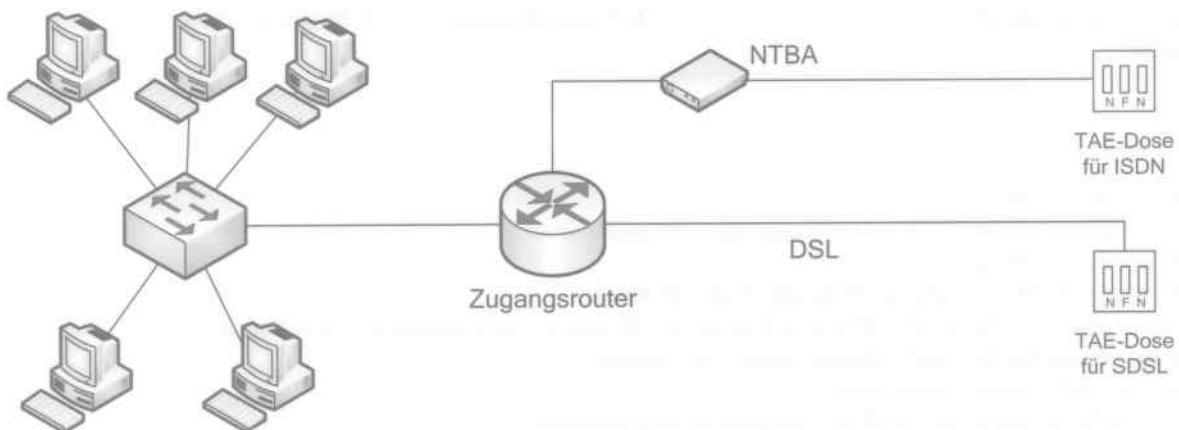 NTBA
N F N
TAE-Dose
für ISDN
DSL
Zugangsrouter
N F N
TAE-Dose
für SDSL